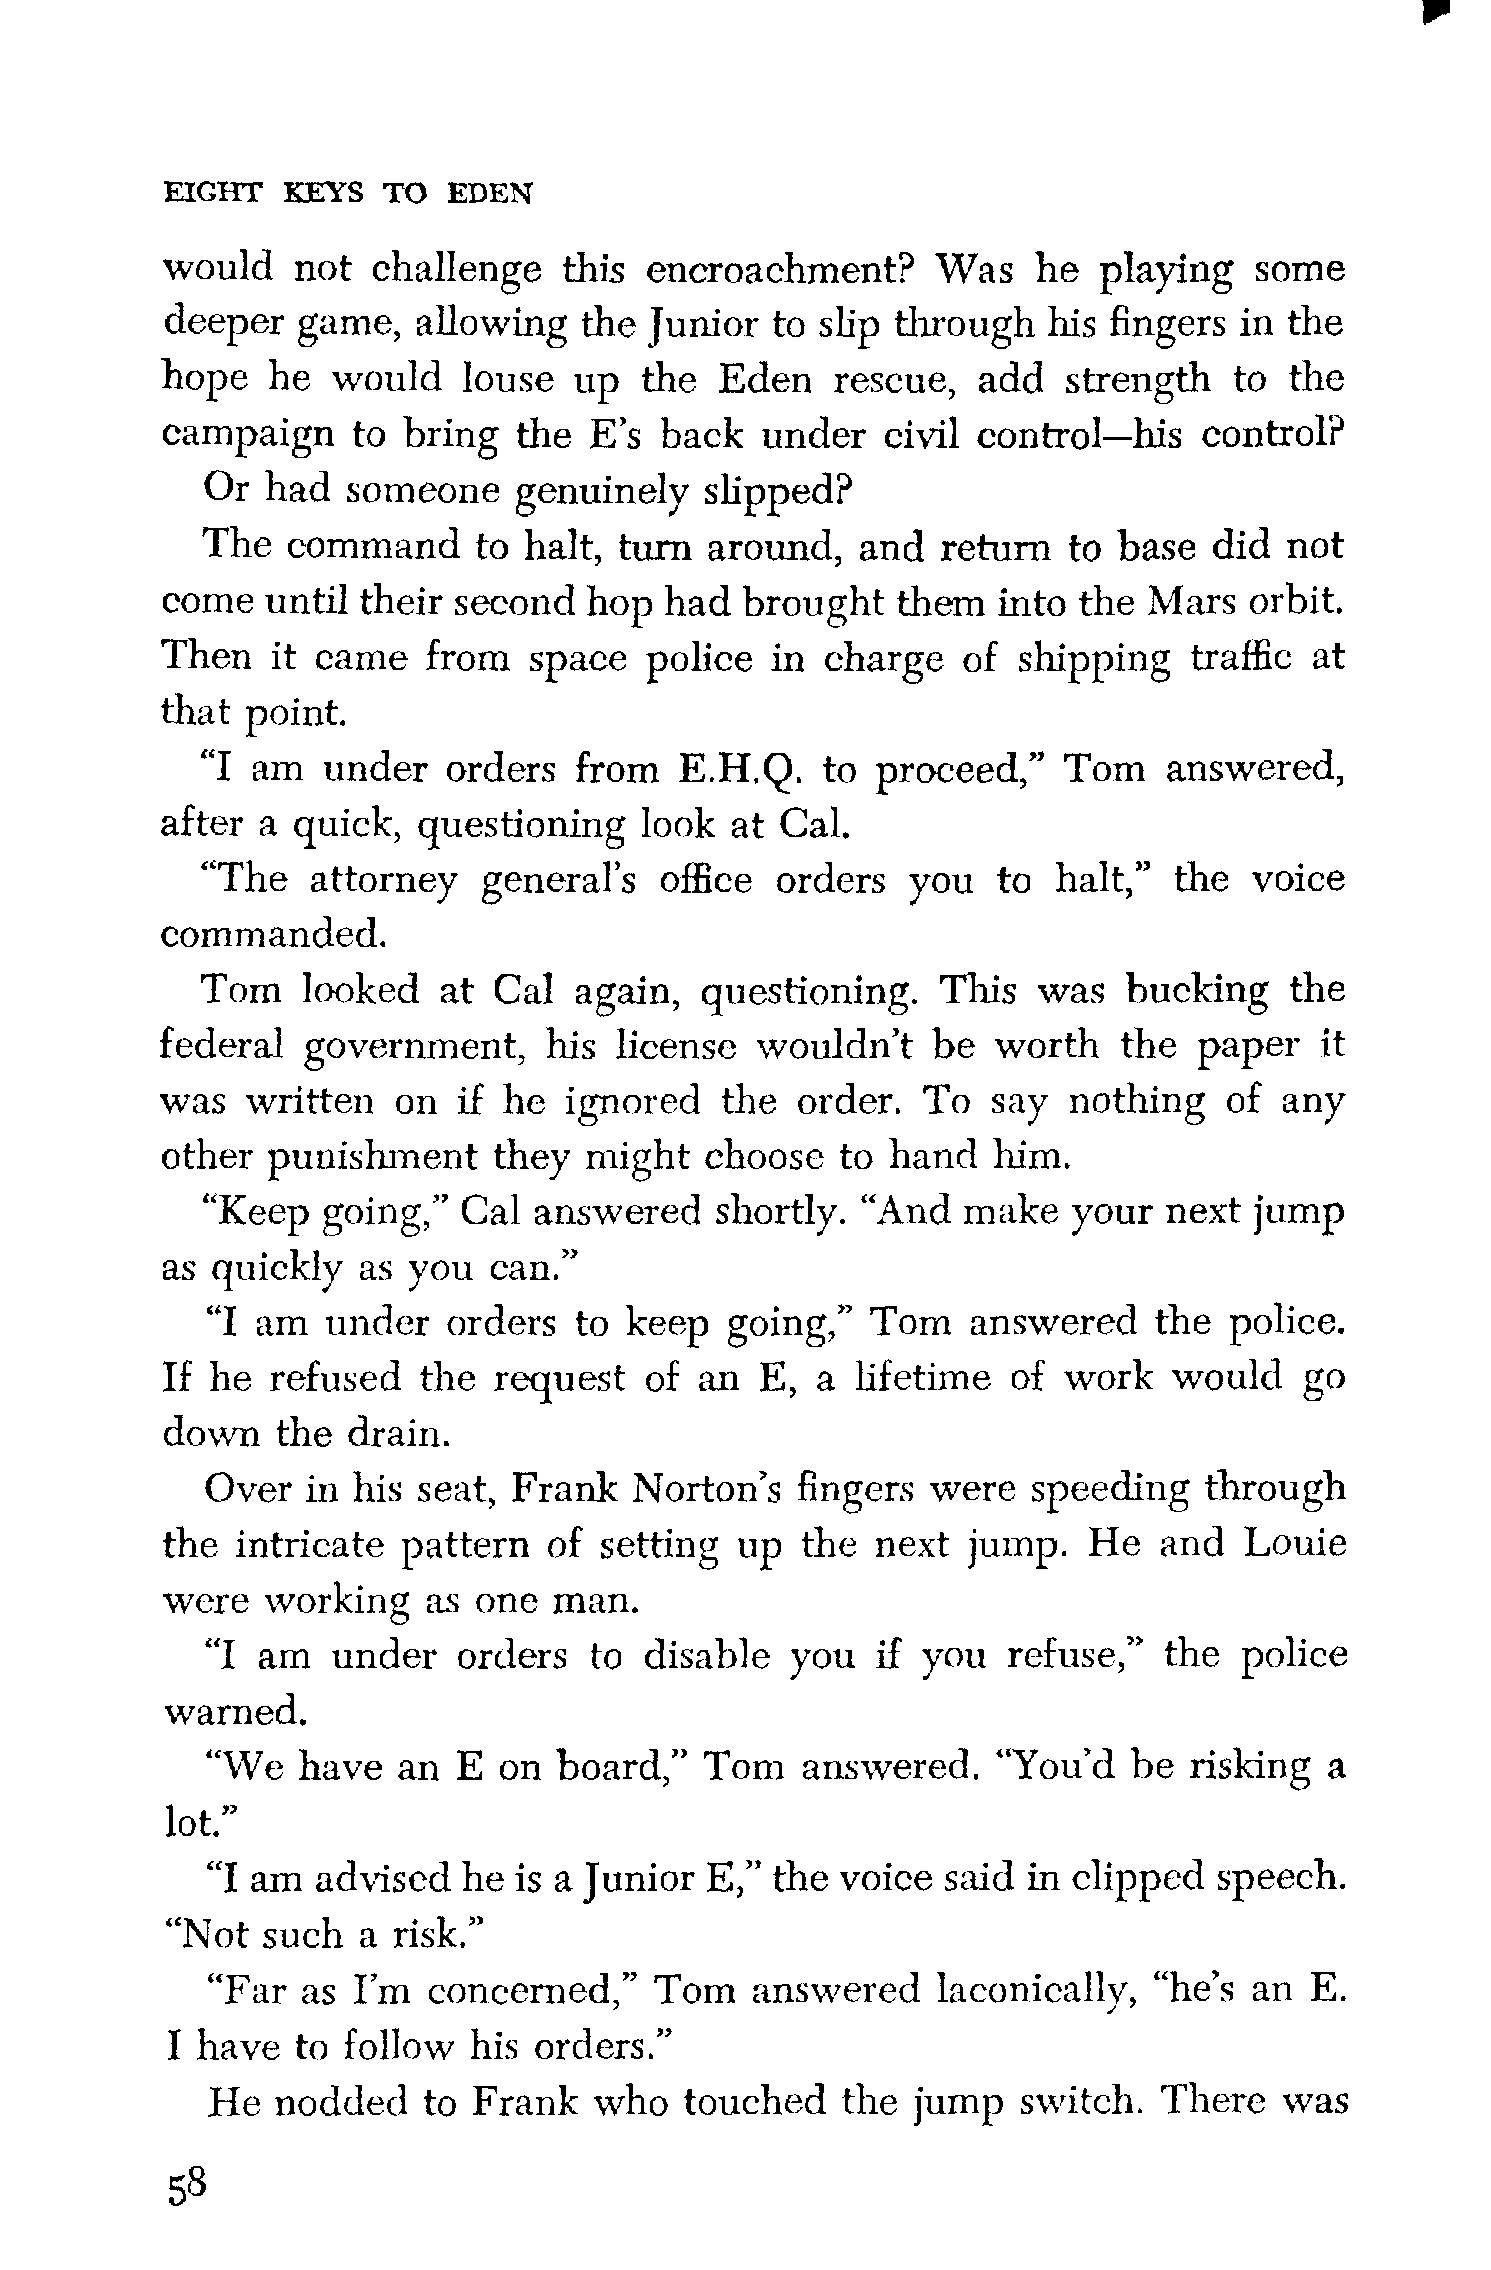 EIGHT KEYS TO EDEN
would not challenge this encroachment? Was he playing some
deeper game, allowing the Junior to slip through his fingers in the
hope he would louse up the Eden rescue, add strength to the
campaign to bring the E's back under civil control—his control?
Or had someone genuinely slipped?
The command to halt, turn around, and return to base did not
come until their second hop had brought them into the Mars orbit.
Then it came from space police in charge of shipping traffic at
that point.
“I am under orders from E.H.Q. to proceed,” Tom answered,
after a quick, questioning look at Cal.
“The attorney general's office orders you to halt,” the voice
commanded.
Tom looked at Cal again, questioning. This was bucking the
federal government, his license wouldn't be worth the paper it
was written on if he ignored the order. To say nothing of any
other punishment they might choose to hand him.
“Keep going,” Cal answered shortly. “And make your next jump
as quickly as you can.”
“I am under orders to keep going,” Tom answered the police.
If he refused the request of an E, a lifetime of work would go
down the drain.
Over in his seat, Frank Norton's fingers were speeding through
the intricate pattern of setting up the next jump. He and Louie
were working as one man.
“I am under orders to disable you if you refuse,” the police
warned.
“We have an E on board,” Tom answered. “You'd be risking a
lot.”
“I am advised he is a Junior E,” the voice said in clipped speech.
“Not such a risk.”
“Far as I'm concerned,” Tom answered laconically, “he's an E.
I have to follow his orders.”
He nodded to Frank who touched the jump switch. There was
58